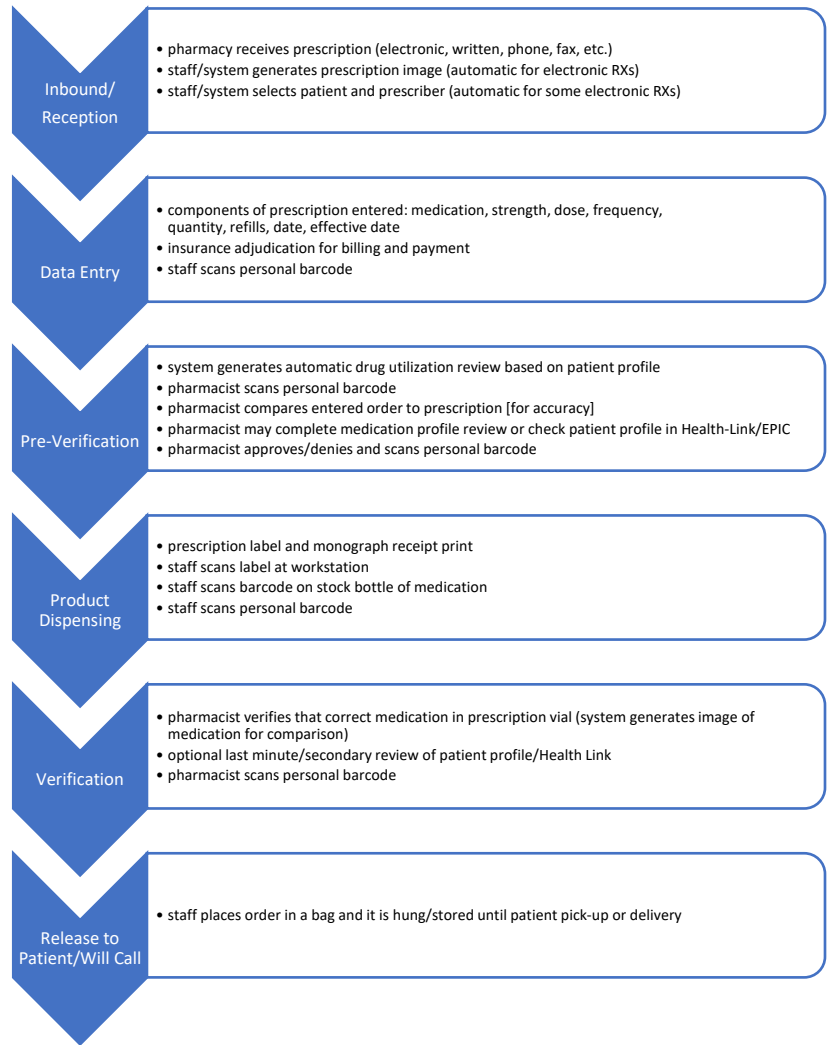 Inbound/
Reception
• pharmacy receives prescription (electronic, written, phone, fax, etc.)
• staff/system generates prescription image (automatic for electronic RXs)
• staff/system selects patient and prescriber (automatic for some electronic RXs)
Data Entry
• components of prescription entered: medication, strength, dose, frequency,
quantity, refills, date, effective date
• insurance adjudication for billing and payment
• staff scans personal barcode
Pre-Verification
• system generates automatic drug utilization review based on patient profile
• pharmacist scans personal barcode
• pharmacist compares entered order to prescription [for accuracy]
• pharmacist may complete medication profile review or check patient profile in Health-Link/EPIC
• pharmacist approves/denies and scans personal barcode
Product
Dispensing
• prescription label and monograph receipt print
• staff scans label at workstation
• staff scans barcode on stock bottle of medication
• staff scans personal barcode
Verification
• pharmacist verifies that correct medication in prescription vial (system generates image of
medication for comparison)
• optional last minute/secondary review of patient profile/Health Link
• pharmacist scans personal barcode
Release to
Patient/Will Call
• staff places order in a bag and it is hung/stored until patient pick-up or delivery